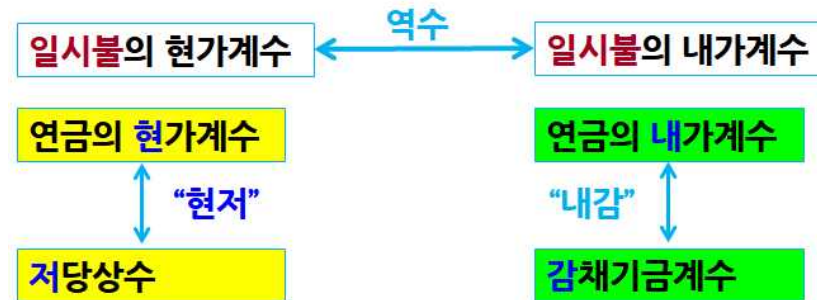 역수
일시불의 현가계수
일시불의 내가계수
연금의 현가계수
연금의 내가계수
“현저”
“내감”
저당상수
감채기금계수